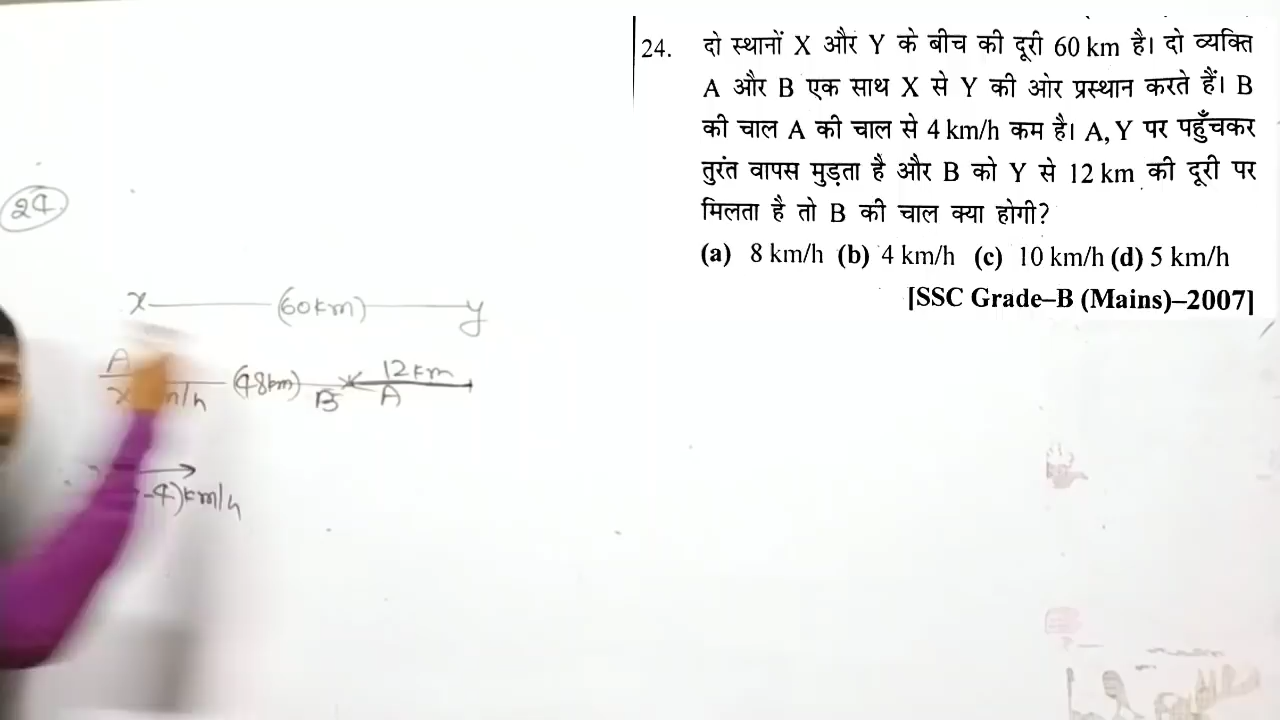 24. दो स्थानों X और Y के बीच की दूरी 60 km है। दो व्यक्ति
A और B एक साथ X से Y की ओर प्रस्थान करते हैं। B
की चाल A की चाल से 4 km/h कम है। A, Y पर पहुँचकर
तुरंत वापस मुड़ता है और B को Y से 12 km की दूरी पर
मिलता है तो B की चाल क्या होगी?
(a) 8 km/h (b) 4 km/h (c) 10 km/h (d) 5 km/h
[SSC Grade–B (Mains)–2007]
24.
x (60km) y
A (48km) 12km
x m/h B A
-4)km/h